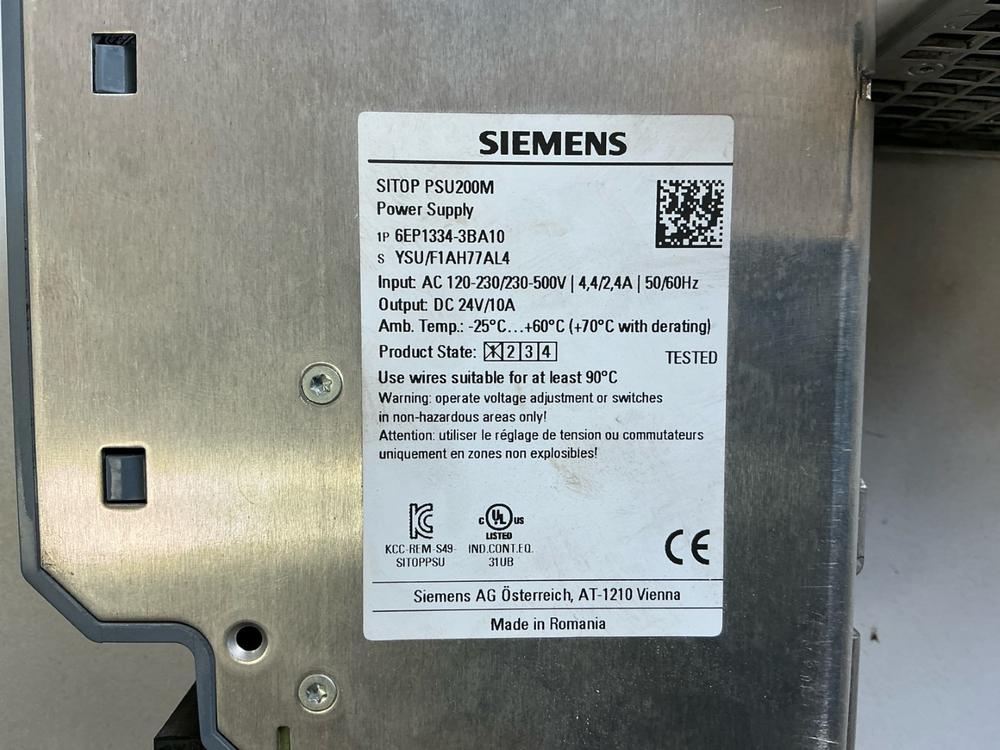 SIEMENS
SITOP PSU200M
Power Supply
1P 6EP1334-3BA10
S YSU/F1AH77AL4
Input: AC 120-230/230-500V | 4,4/2,4A | 50/60Hz
Output: DC 24V/10A
Amb. Temp.: -25°C...+60°C (+70°C with derating)
Product State: 1 2 3 4
TESTED
Use wires suitable for at least 90°C
Warning: operate voltage adjustment or switches
in non-hazardous areas only!
Attention: utiliser le réglage de tension ou commutateurs
uniquement en zones non explosibles!
KCC-REM-S49-
SITOPPSU
c UL us
LISTED
IND.CONT.EQ.
31UB
CE
Siemens AG Österreich, AT-1210 Vienna
Made in Romania